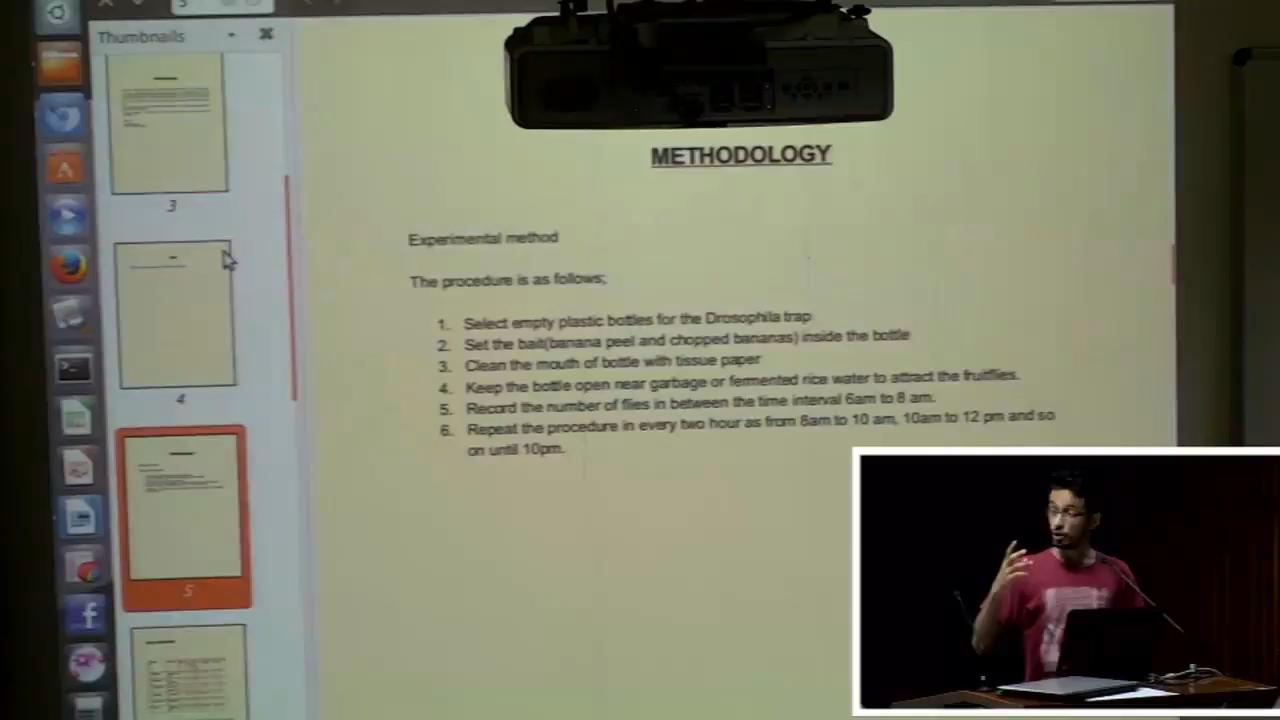 Thumbnails
METHODOLOGY
3
Experimental method
The procedure is as follows;
1. Select empty plastic bottles for the Drosophila trap
2. Set the bait(banana peel and chopped bananas) inside the bottle
3. Clean the mouth of bottle with tissue paper
4. Keep the bottle open near garbage or fermented rice water to attract the fruitflies.
5. Record the number of flies in between the time interval 6am to 8 am.
6. Repeat the procedure in every two hour as from 8am to 10 am, 10am to 12 pm and so
on until 10pm.
4
5